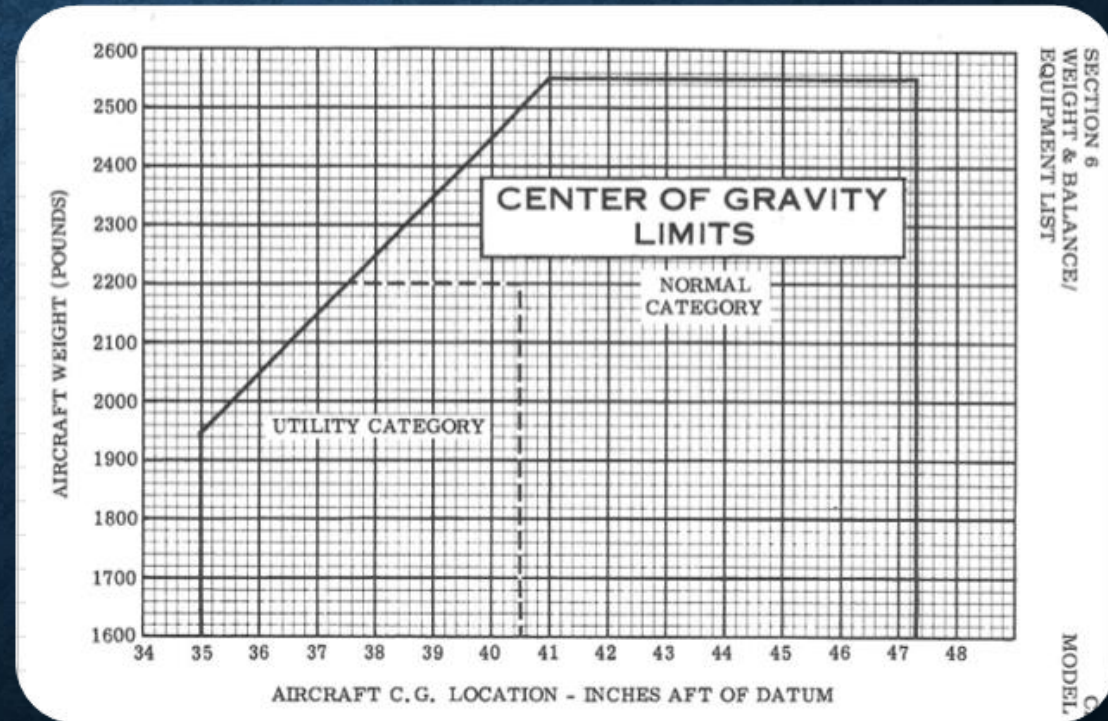 SECTION 6
WEIGHT & BALANCE/
EQUIPMENT LIST
MODEL
2600
2500
2400
2300
2200
2100
2000
1900
1800
1700
1600
AIRCRAFT WEIGHT (POUNDS)
CENTER OF GRAVITY
LIMITS
NORMAL
CATEGORY
UTILITY CATEGORY
34 35 36 37 38 39 40 41 42 43 44 45 46 47 48
AIRCRAFT C.G. LOCATION - INCHES AFT OF DATUM